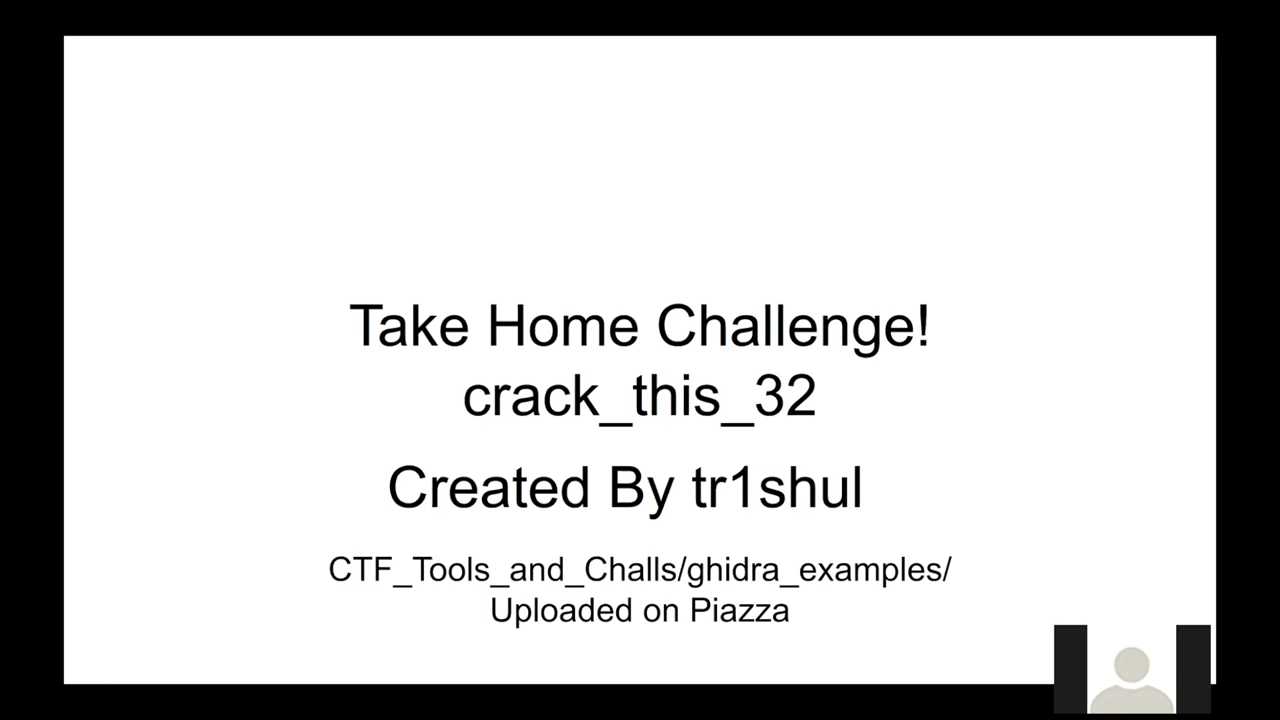 Take Home Challenge!
crack_this_32
Created By tr1shul
CTF_Tools_and_Challs/ghidra_examples/
Uploaded on Piazza